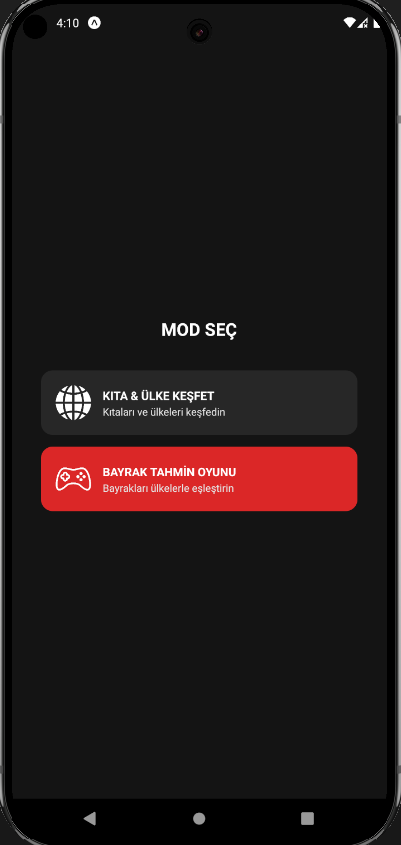 4:10
MOD SEÇ
KITA & ÜLKE KEŞFET
Kıtaları ve ülkeleri keşfedin
BAYRAK TAHMİN OYUNU
Bayrakları ülkelerle eşleştirin